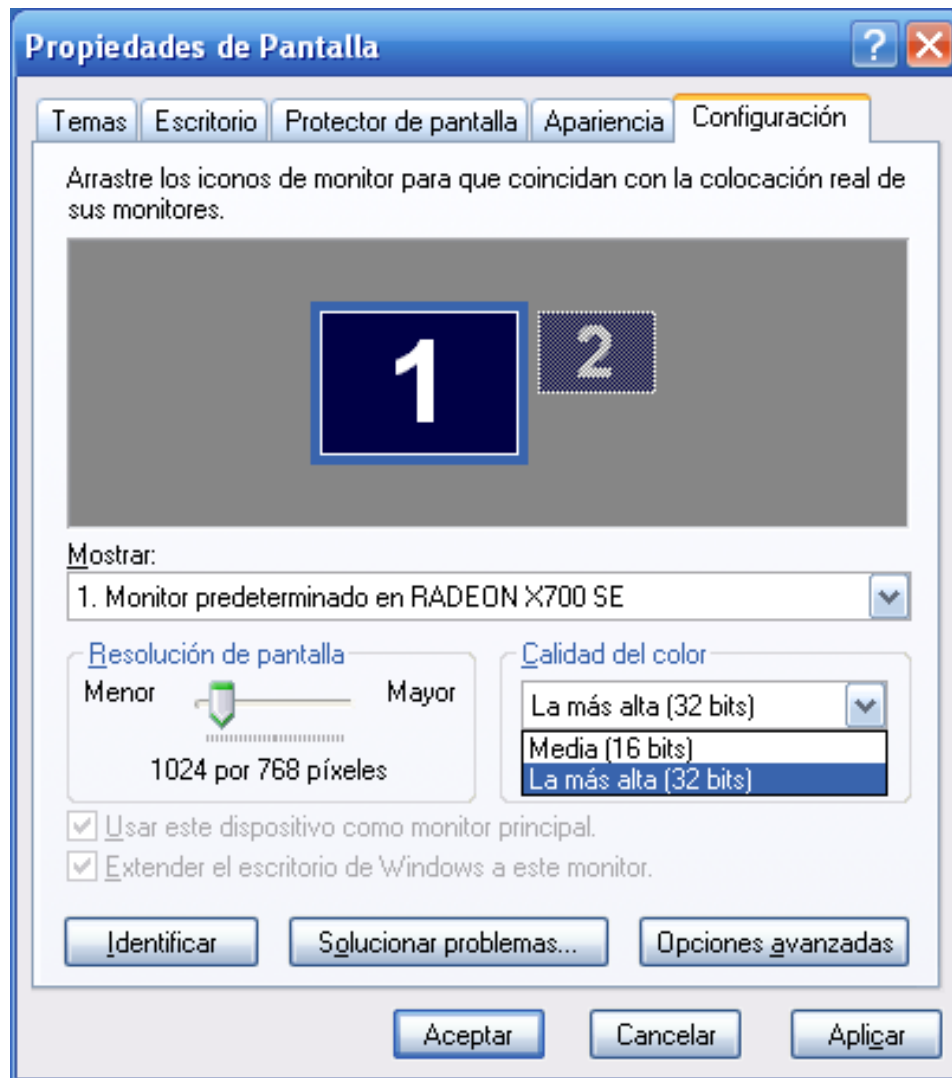 Propiedades de Pantalla
Temas Escritorio Protector de pantalla Apariencia Configuración
Arrastre los iconos de monitor para que coincidan con la colocación real de
sus monitores.
1 2
Mostrar:
1. Monitor predeterminado en RADEON X700 SE
Resolución de pantalla
Menor Mayor
1024 por 768 píxeles
Calidad del color
La más alta (32 bits)
Media (16 bits)
La más alta (32 bits)
Usar este dispositivo como monitor principal.
Extender el escritorio de Windows a este monitor.
Identificar Solucionar problemas... Opciones avanzadas
Aceptar Cancelar Aplicar